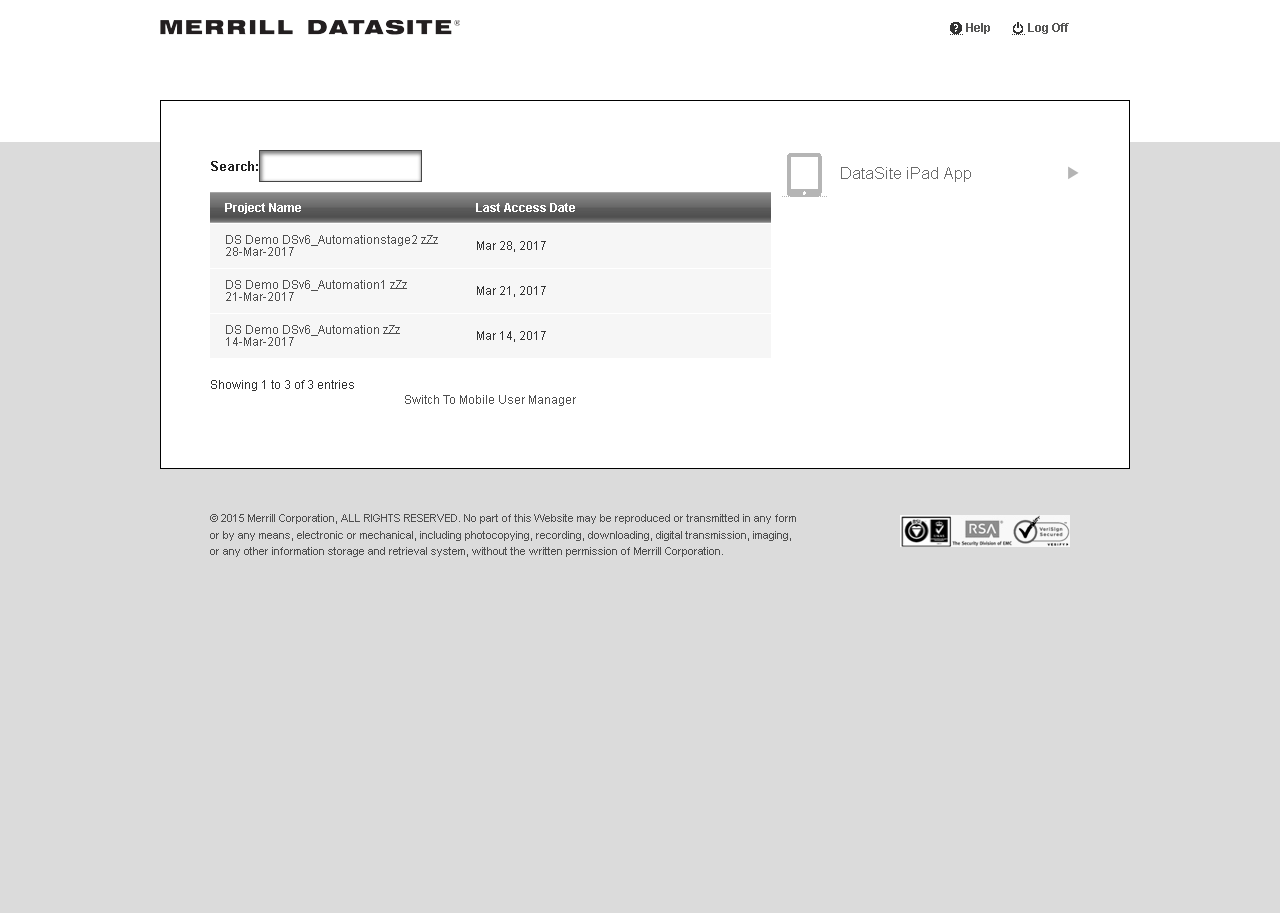 MERRILL DATASITE®
Help
Log Off
Search:
DataSite iPad App
Project Name Last Access Date
DS Demo DSv6_Automationstage2 zZz
28-Mar-2017
Mar 28, 2017
DS Demo DSv6_Automation1 zZz
21-Mar-2017
Mar 21, 2017
DS Demo DSv6_Automation zZz
14-Mar-2017
Mar 14, 2017
Showing 1 to 3 of 3 entries
Switch To Mobile User Manager
© 2015 Merrill Corporation, ALL RIGHTS RESERVED. No part of this Website may be reproduced or transmitted in any form
or by any means, electronic or mechanical, including photocopying, recording, downloading, digital transmission, imaging,
or any other information storage and retrieval system, without the written permission of Merrill Corporation.
RSA
The Security Division of EMC
VeriSign
Secured
VERIFY